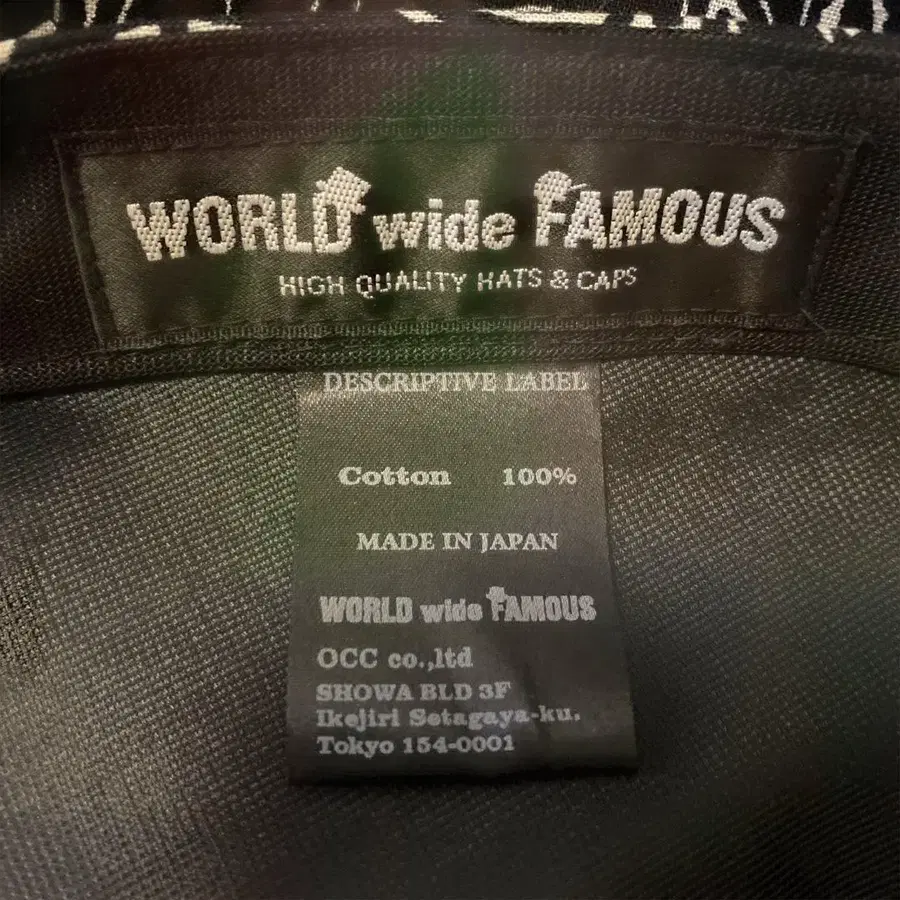 WORLD wide FAMOUS
HIGH QUALITY HATS & CAPS
DESCRIPTIVE LABEL
Cotton 100%
MADE IN JAPAN
WORLD wide FAMOUS
OCC co.,ltd
SHOWA BLD 3F
Ikejiri Setagaya-ku.
Tokyo 154-0001